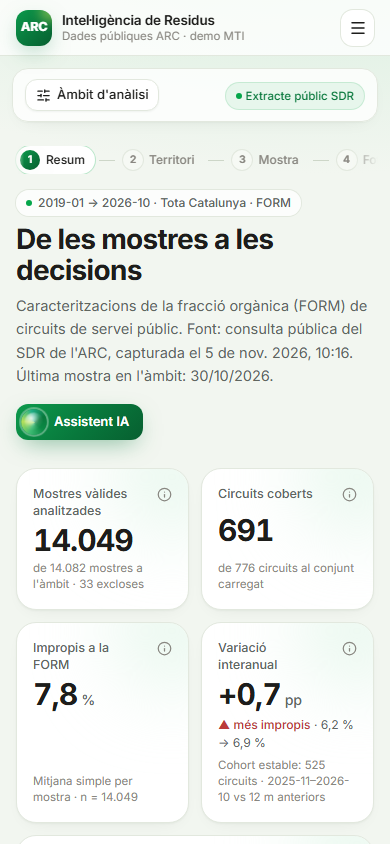 ARC
Intel·ligència de Residus
Dades públiques ARC · demo MTI
Àmbit d'anàlisi
Extracte públic SDR
1 Resum
2 Territori
3 Mostra
4 Fo
2019-01 → 2026-10 · Tota Catalunya · FORM
De les mostres a les
decisions
Caracteritzacions de la fracció orgànica (FORM) de
circuits de servei públic. Font: consulta pública del
SDR de l'ARC, capturada el 5 de nov. 2026, 10:16.
Última mostra en l'àmbit: 30/10/2026.
Assistent IA
Mostres vàlides
analitzades
14.049
de 14.082 mostres a
l'àmbit · 33 excloses
Circuits coberts
691
de 776 circuits al conjunt
carregat
Impropis a la
FORM
7,8 %
Mitjana simple per
mostra · n = 14.049
Variació
interanual
+0,7 pp
▲ més impropis · 6,2 %
→ 6,9 %
Cohort estable: 525
circuits · 2025-11–2026-
10 vs 12 m anteriors